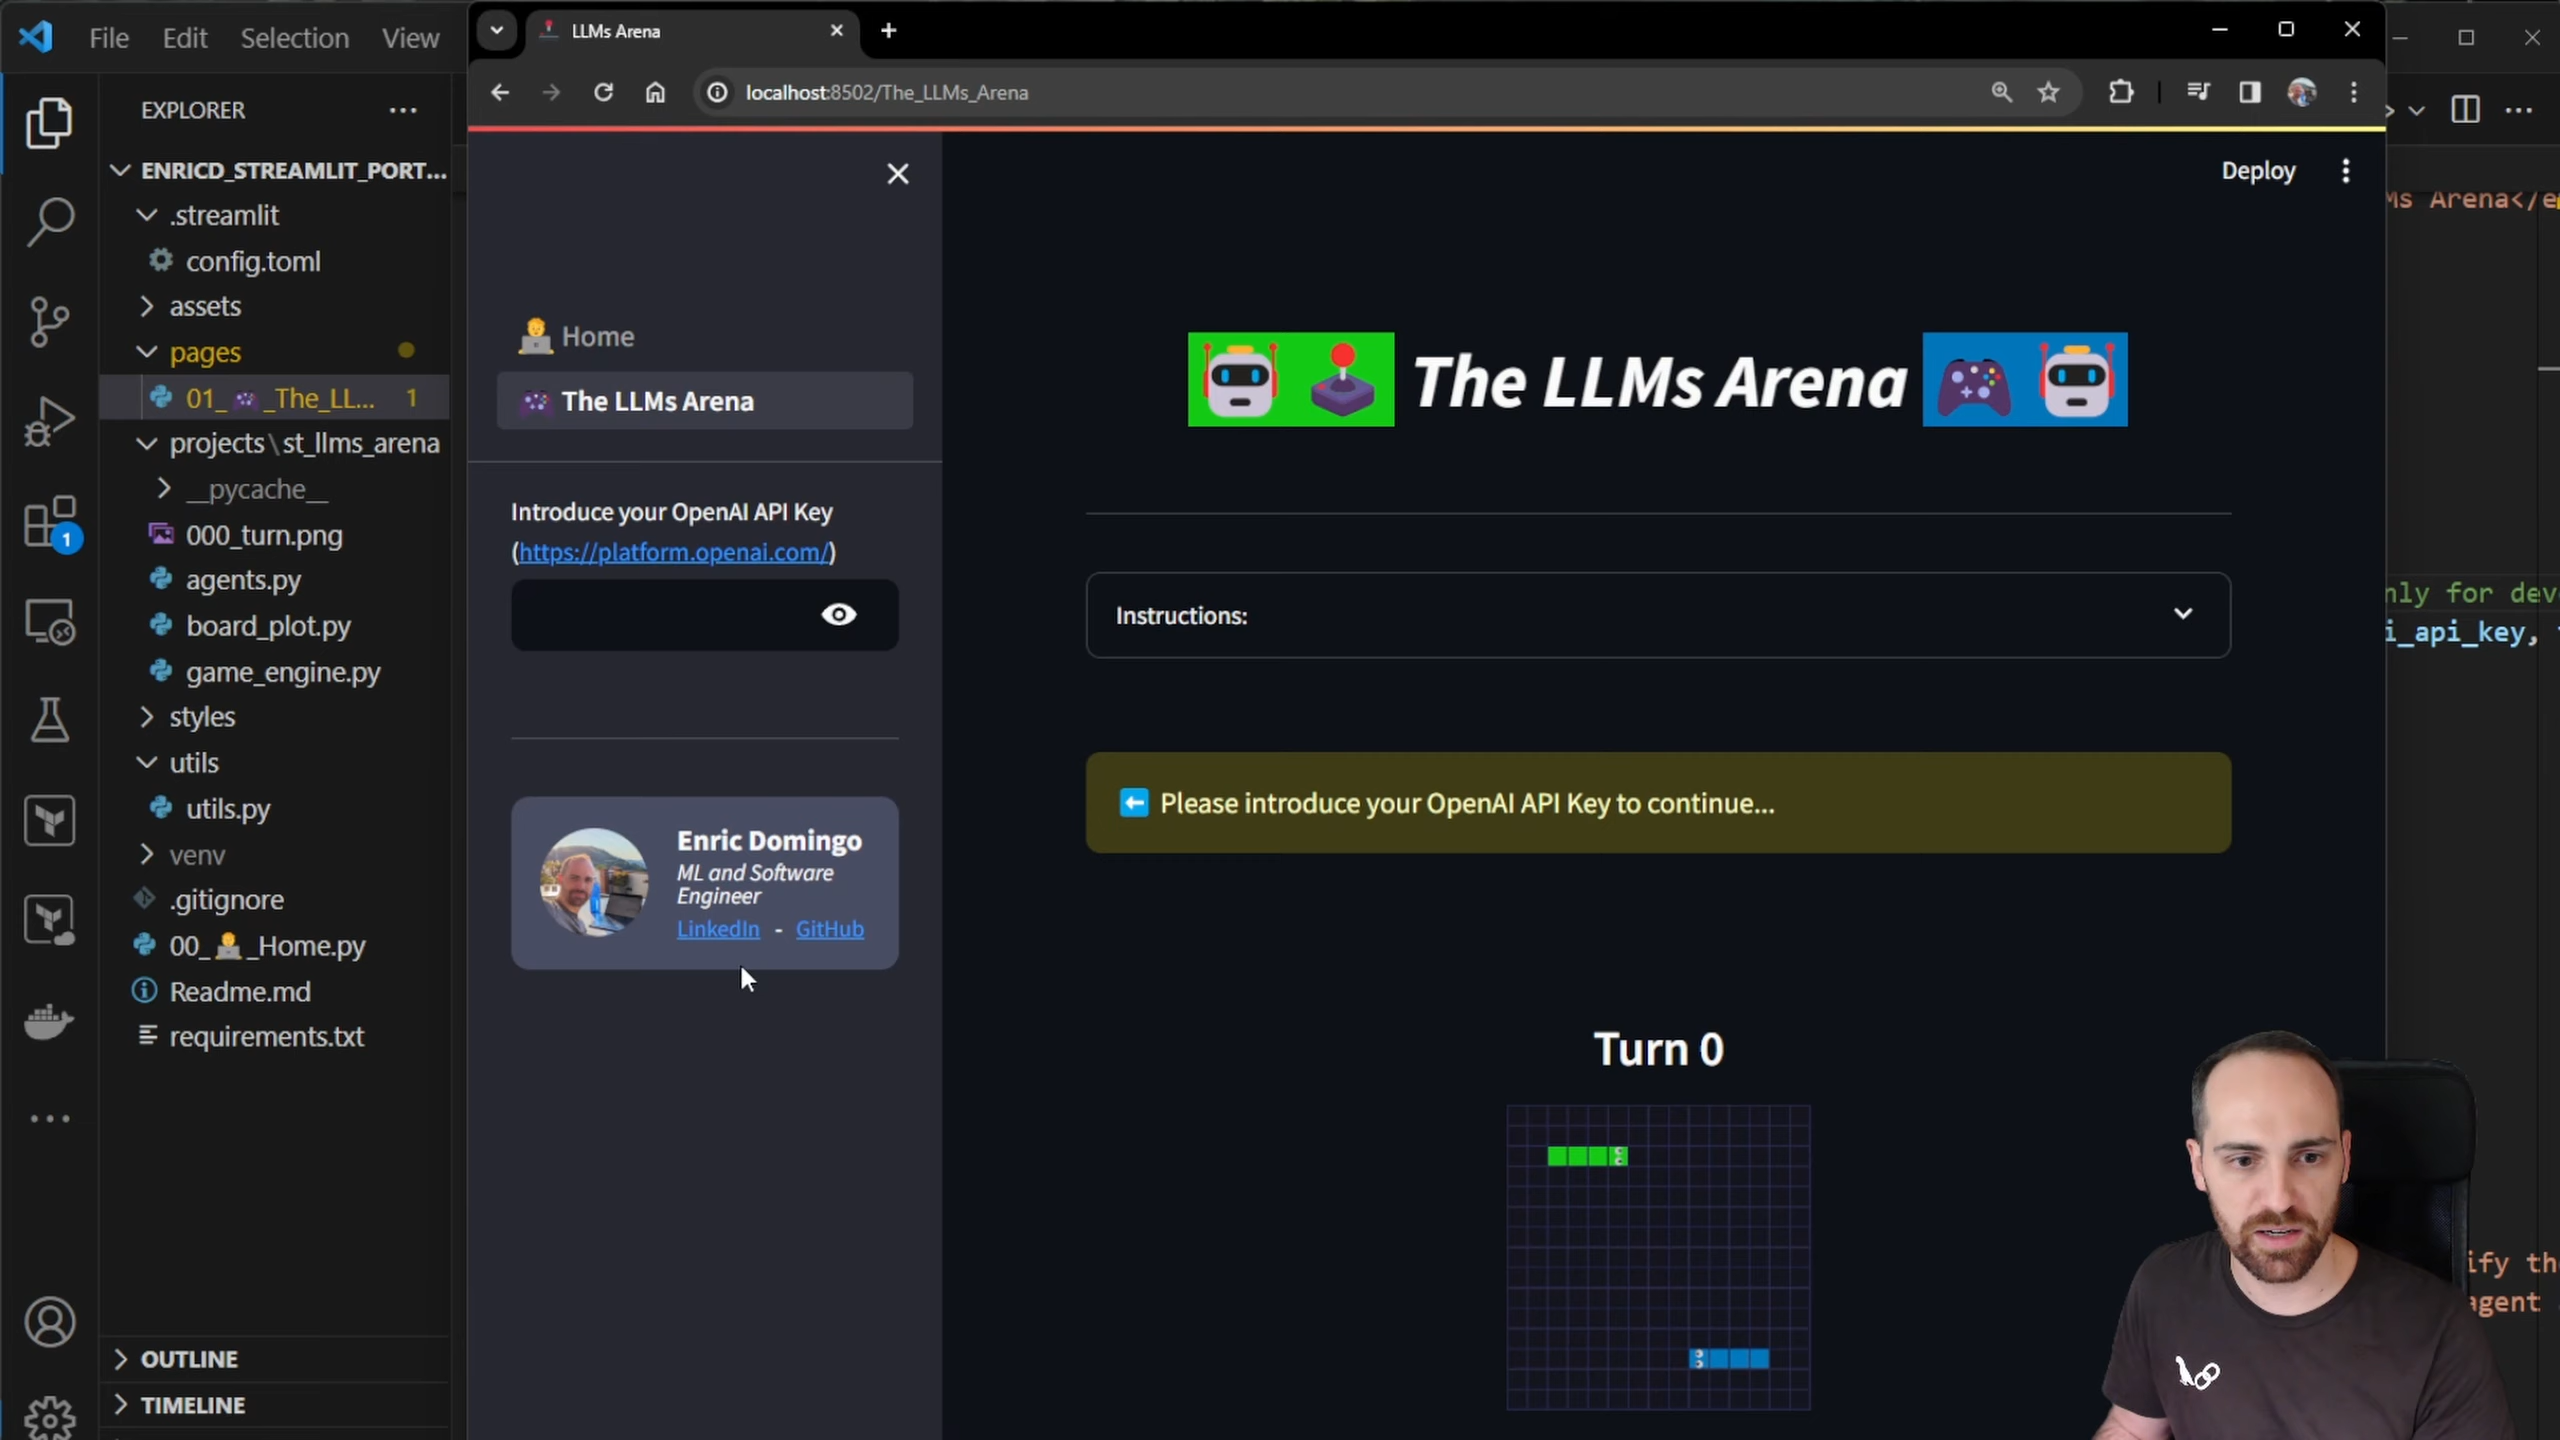 File Edit Selection View
LLMs Arena
localhost:8502/The_LLMs_Arena
EXPLORER
ENRICD_STREAMLIT_PORT...
.streamlit
config.toml
assets
pages
01_🎮_The_LL... 1
projects\st_llms_arena
__pycache__
000_turn.png
agents.py
board_plot.py
game_engine.py
styles
utils
utils.py
venv
.gitignore
00_👨‍💻_Home.py
Readme.md
requirements.txt
OUTLINE
TIMELINE
1
Home
The LLMs Arena
Introduce your OpenAI API Key
(https://platform.openai.com/)
Enric Domingo
ML and Software
Engineer
LinkedIn - GitHub
Deploy
The LLMs Arena
Instructions:
Please introduce your OpenAI API Key to continue...
Turn 0
Ms Arena</e
nly for dev
i_api_key,
ify th
agent